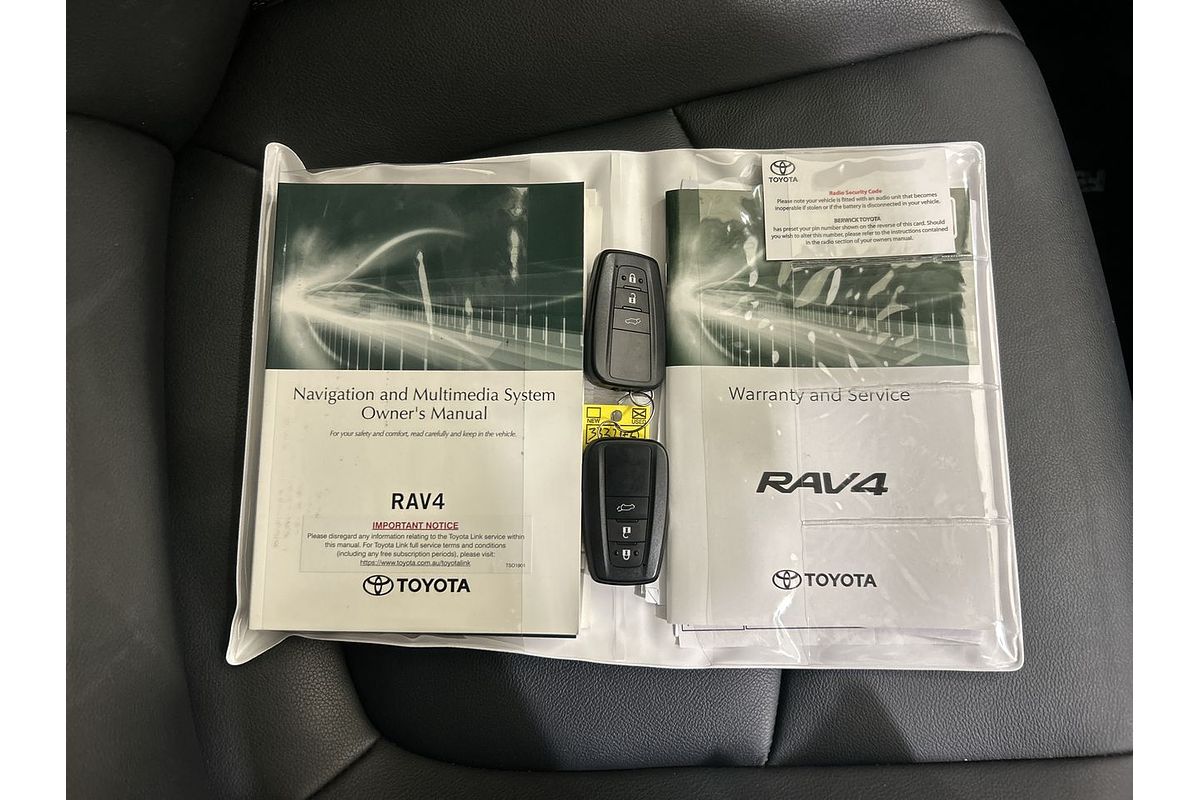 Navigation and Multimedia System
Owner's Manual
For your safety and comfort, read carefully and keep in the vehicle.
RAV4
IMPORTANT NOTICE
Please disregard any information relating to the Toyota Link service within
this manual. For Toyota Link full service terms and conditions
(including any free subscription periods), please visit:
https://www.toyota.com.au/toyotalink
TSO1901
TOYOTA
NEW
USED
TOYOTA
Radio Security Code
Please note your vehicle is fitted with an audio unit that becomes
inoperable if stolen or if the battery is disconnected in your vehicle.
BERWICK TOYOTA
has preset your pin number shown on the reverse of this card. Should
you wish to alter this number, please refer to the instructions contained
in the radio section of your owners manual.
Warranty and Service
RAV4
TOYOTA